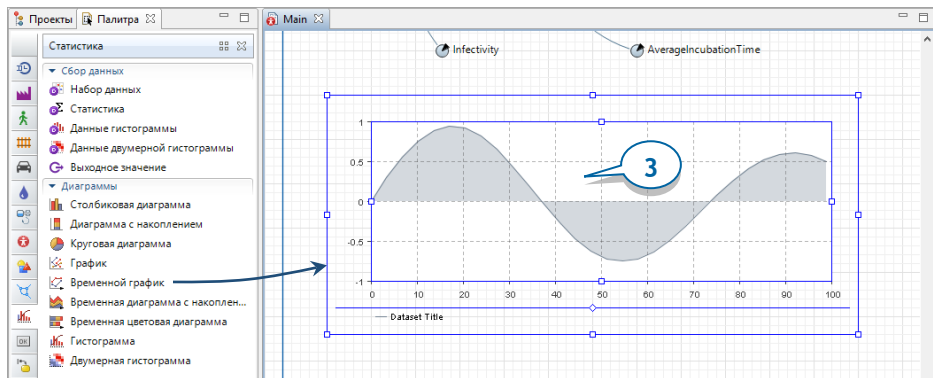 Проекты
Палитра
Main
Статистика
Сбор данных
Набор данных
Статистика
Данные гистограммы
Данные двумерной гистограммы
Выходное значение
Диаграммы
Столбиковая диаграмма
Диаграмма с накоплением
Круговая диаграмма
График
Временной график
Временная диаграмма с накоплен...
Временная цветовая диаграмма
Гистограмма
Двумерная гистограмма
OK
Infectivity
AverageIncubationTime
3
1
0.5
0
-0.5
-1
0 10 20 30 40 50 60 70 80 90 100
Dataset Title